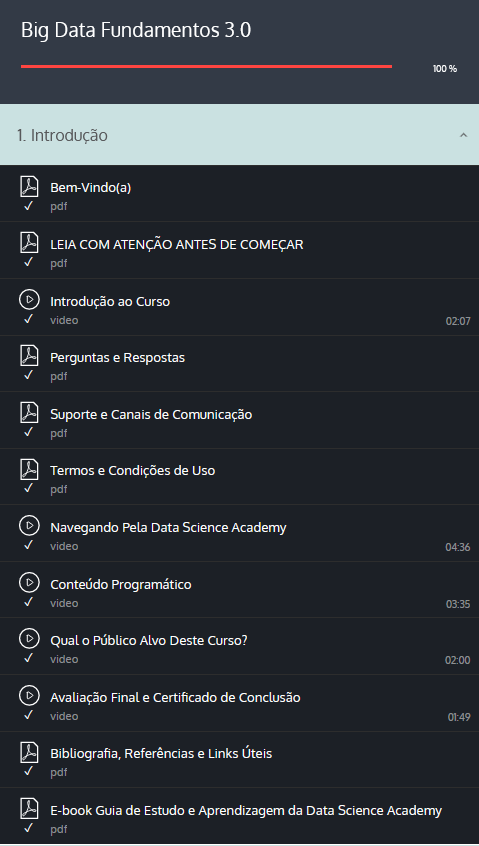 Big Data Fundamentos 3.0
100 %
1. Introdução
Bem-Vindo(a)
pdf
LEIA COM ATENÇÃO ANTES DE COMEÇAR
pdf
Introdução ao Curso
video 02:07
Perguntas e Respostas
pdf
Suporte e Canais de Comunicação
pdf
Termos e Condições de Uso
pdf
Navegando Pela Data Science Academy
video 04:36
Conteúdo Programático
video 03:35
Qual o Público Alvo Deste Curso?
video 02:00
Avaliação Final e Certificado de Conclusão
video 01:49
Bibliografia, Referências e Links Úteis
pdf
E-book Guia de Estudo e Aprendizagem da Data Science Academy
pdf